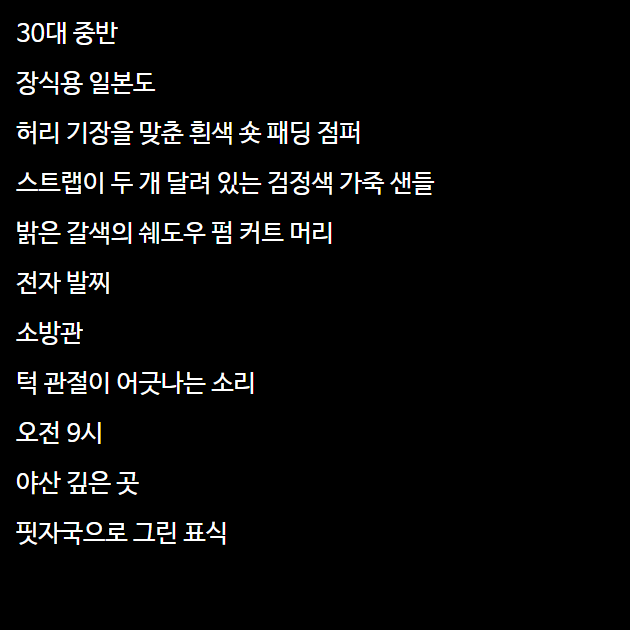 30대 중반
장식용 일본도
허리 기장을 맞춘 흰색 숏 패딩 점퍼
스트랩이 두 개 달려 있는 검정색 가죽 샌들
밝은 갈색의 쉐도우 펌 커트 머리
전자 발찌
소방관
턱 관절이 어긋나는 소리
오전 9시
야산 깊은 곳
핏자국으로 그린 표식